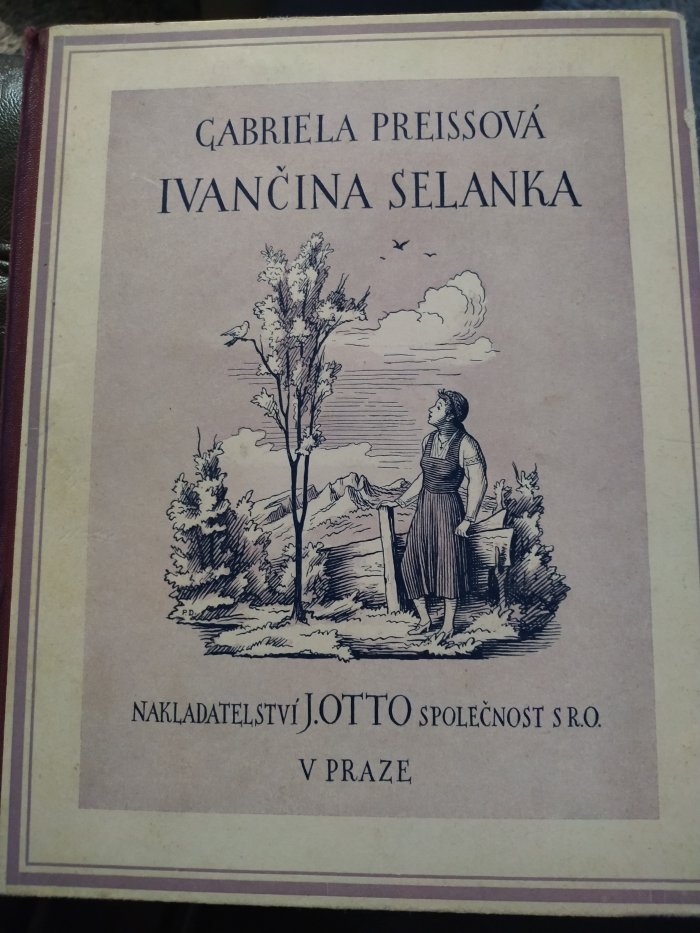 GABRIELA PREISSOVÁ
IVANČINA SELANKA
P.D.
NAKLADATELSTVÍ J. OTTO SPOLEČNOST S R.O.
V PRAZE